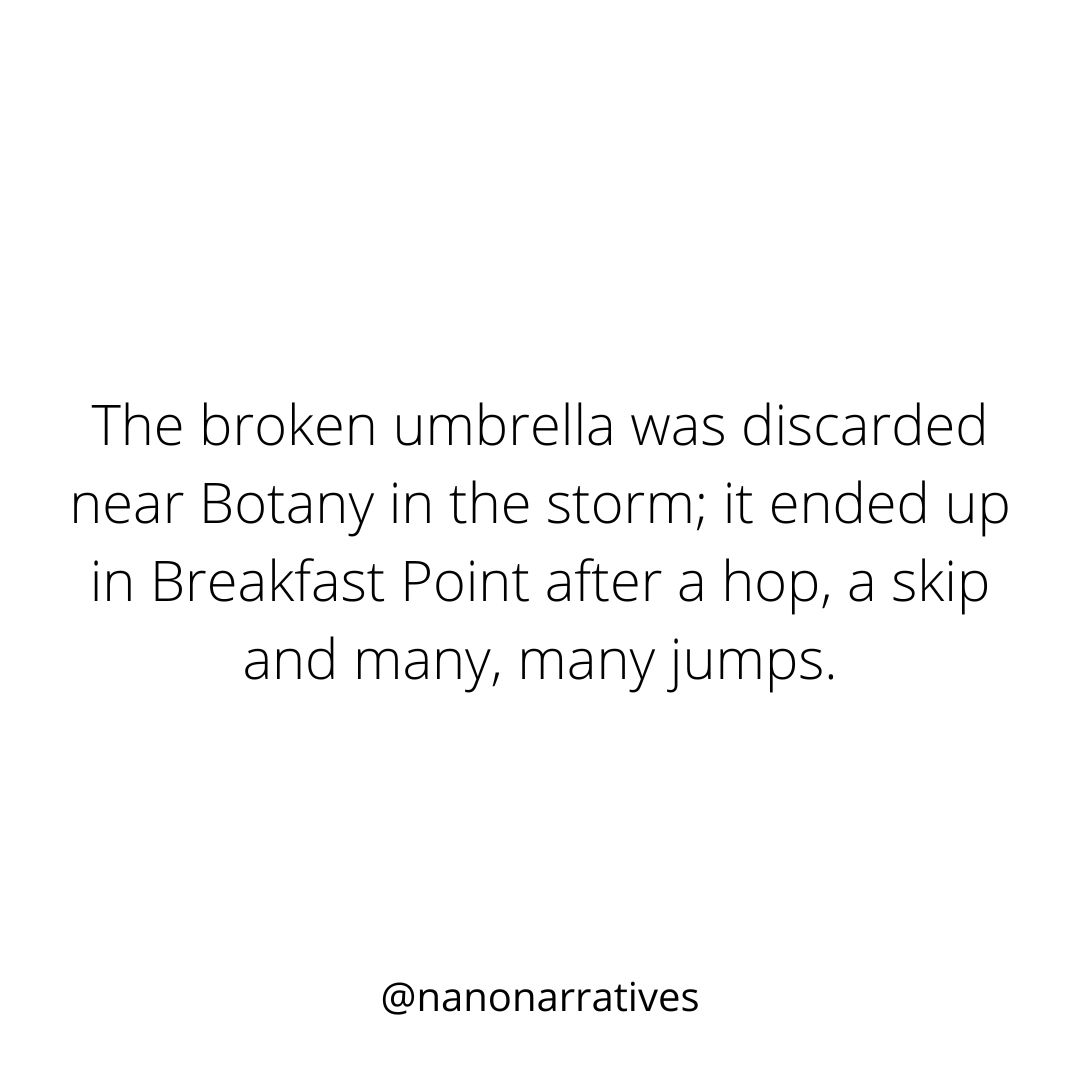 The broken umbrella was discarded
near Botany in the storm; it ended up
in Breakfast Point after a hop, a skip
and many, many jumps.
@nanonarratives